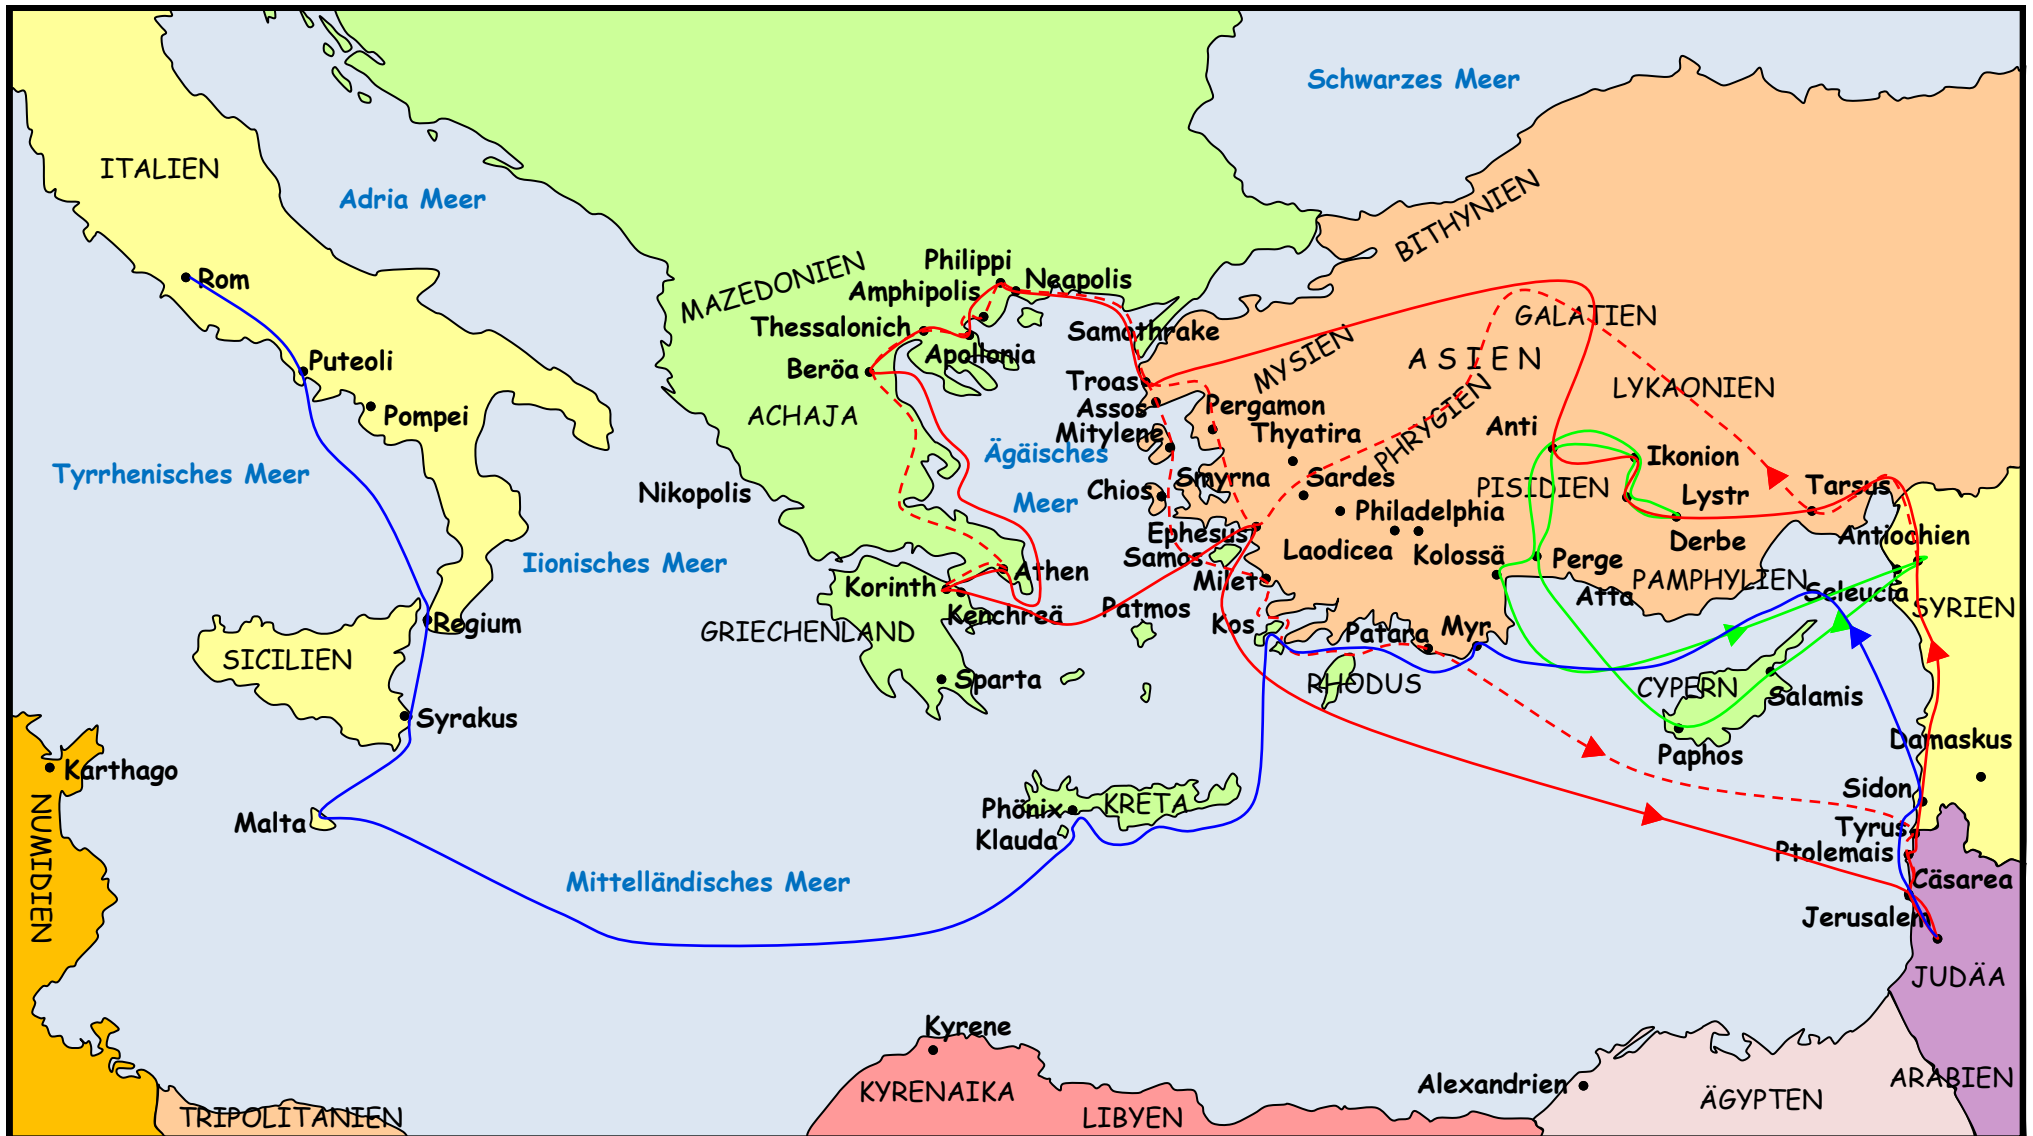 Schwarzes Meer
ITALIEN
Adria Meer
BITHYNIEN
Rom
MAZEDONIEN
Philippi
Neapolis
Amphipolis
GALATIEN
Thessalonich
Samothrake
Apollonia
MYSIEN
ASIEN
Puteoli
Beröa
Troas
LYKAONIEN
Pompei
ACHAJA
Assos
Pergamon
PHRYGIEN
Anti
Mitylene
Thyatira
Ägäisches
Meer
Ikonion
Tyrrhenisches Meer
Nikopolis
Chios
Smyrna
Sardes
PISIDIEN
Lystr
Tarsus
Philadelphia
Ephesus
Laodicea
Kolossä
Derbe
Antiochien
Iionisches Meer
Samos
Perge
Athen
Milet
PAMPHYLIEN
Korinth
Atta
Seleucia
Kenchreä
Patmos
SYRIEN
Regium
Kos
GRIECHENLAND
Patara
Myr
SICILIEN
Sparta
RHODUS
CYPERN
Salamis
Syrakus
Damaskus
Paphos
Karthago
Sidon
NUMIDIEN
Malta
Phönix
KRETA
Klauda
Tyrus
Ptolemais
Mittelländisches Meer
Cäsarea
Jerusalem
JUDÄA
Kyrene
KYRENAIKA
Alexandrien
ARABIEN
ÄGYPTEN
TRIPOLITANIEN
LIBYEN